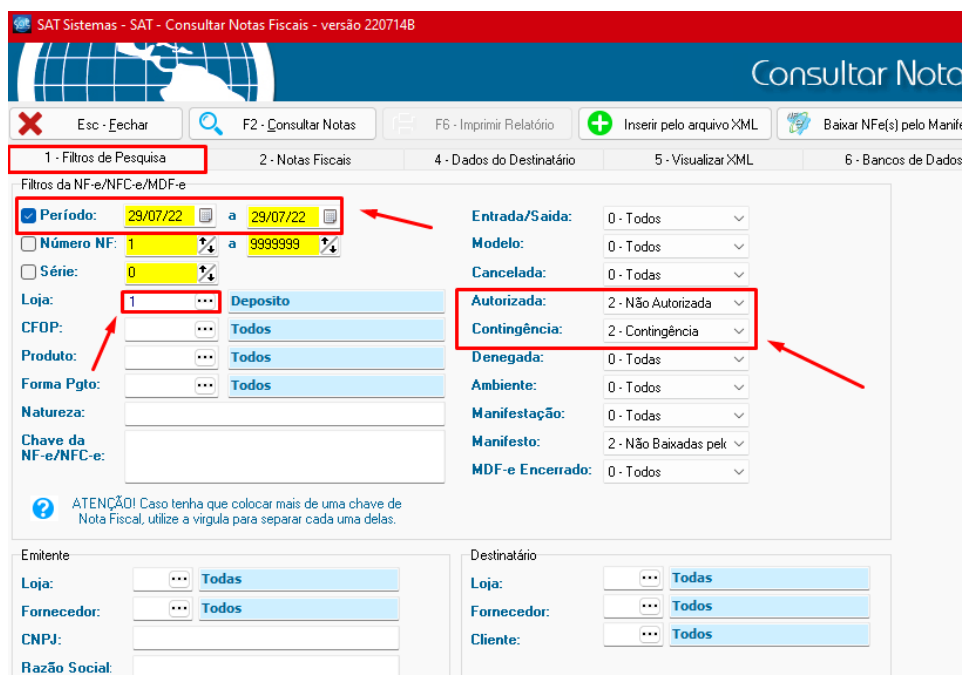 SAT Sistemas - SAT - Consultar Notas Fiscais - versão 220714B
Consultar Nota
Esc - Fechar F2 - Consultar Notas F6 - Imprimir Relatório Inserir pelo arquivo XML Baixar NFe(s) pelo Manife
1 - Filtros de Pesquisa 2 - Notas Fiscais 4 - Dados do Destinatário 5 - Visualizar XML 6 - Bancos de Dados
Filtros da NF-e/NFC-e/MDF-e
Período: 29/07/22 a 29/07/22 Entrada/Saida: 0 - Todos
Número NF: 1 a 9999999 Modelo: 0 - Todos
Série: 0 Cancelada: 0 - Todas
Loja: 1 ... Deposito Autorizada: 2 - Não Autorizada
CFOP: ... Todos Contingência: 2 - Contingência
Produto: ... Todos Denegada: 0 - Todas
Forma Pgto: ... Todos Ambiente: 0 - Todos
Natureza: Manifestação: 0 - Todas
Chave da
NF-e/NFC-e: Manifesto: 2 - Não Baixadas pelo
MDF-e Encerrado: 0 - Todos
ATENÇÃO! Caso tenha que colocar mais de uma chave de
Nota Fiscal, utilize a virgula para separar cada uma delas.
Emitente Destinatário
Loja: ... Todas Loja: ... Todas
Fornecedor: ... Todos Fornecedor: ... Todos
CNPJ: Cliente: ... Todos
Razão Social: